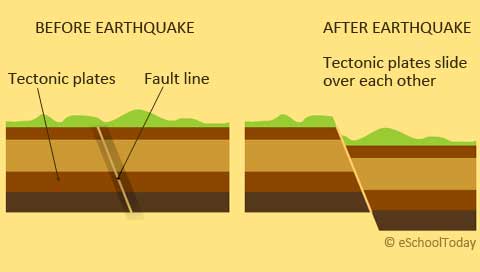 BEFORE EARTHQUAKE
Tectonic plates
Fault line
AFTER EARTHQUAKE
Tectonic plates slide
over each other
© eSchoolToday